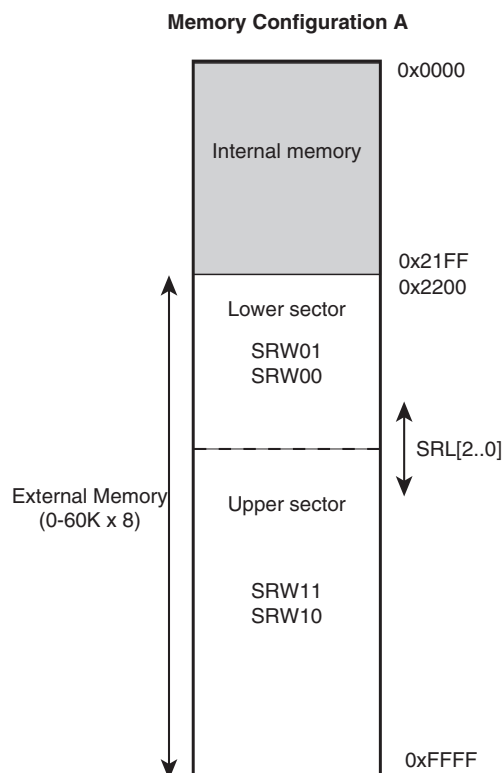 Memory Configuration A
0x0000
Internal memory
0x21FF
0x2200
Lower sector
SRW01
SRW00
SRL[2..0]
External Memory
(0-60K x 8)
Upper sector
SRW11
SRW10
0xFFFF